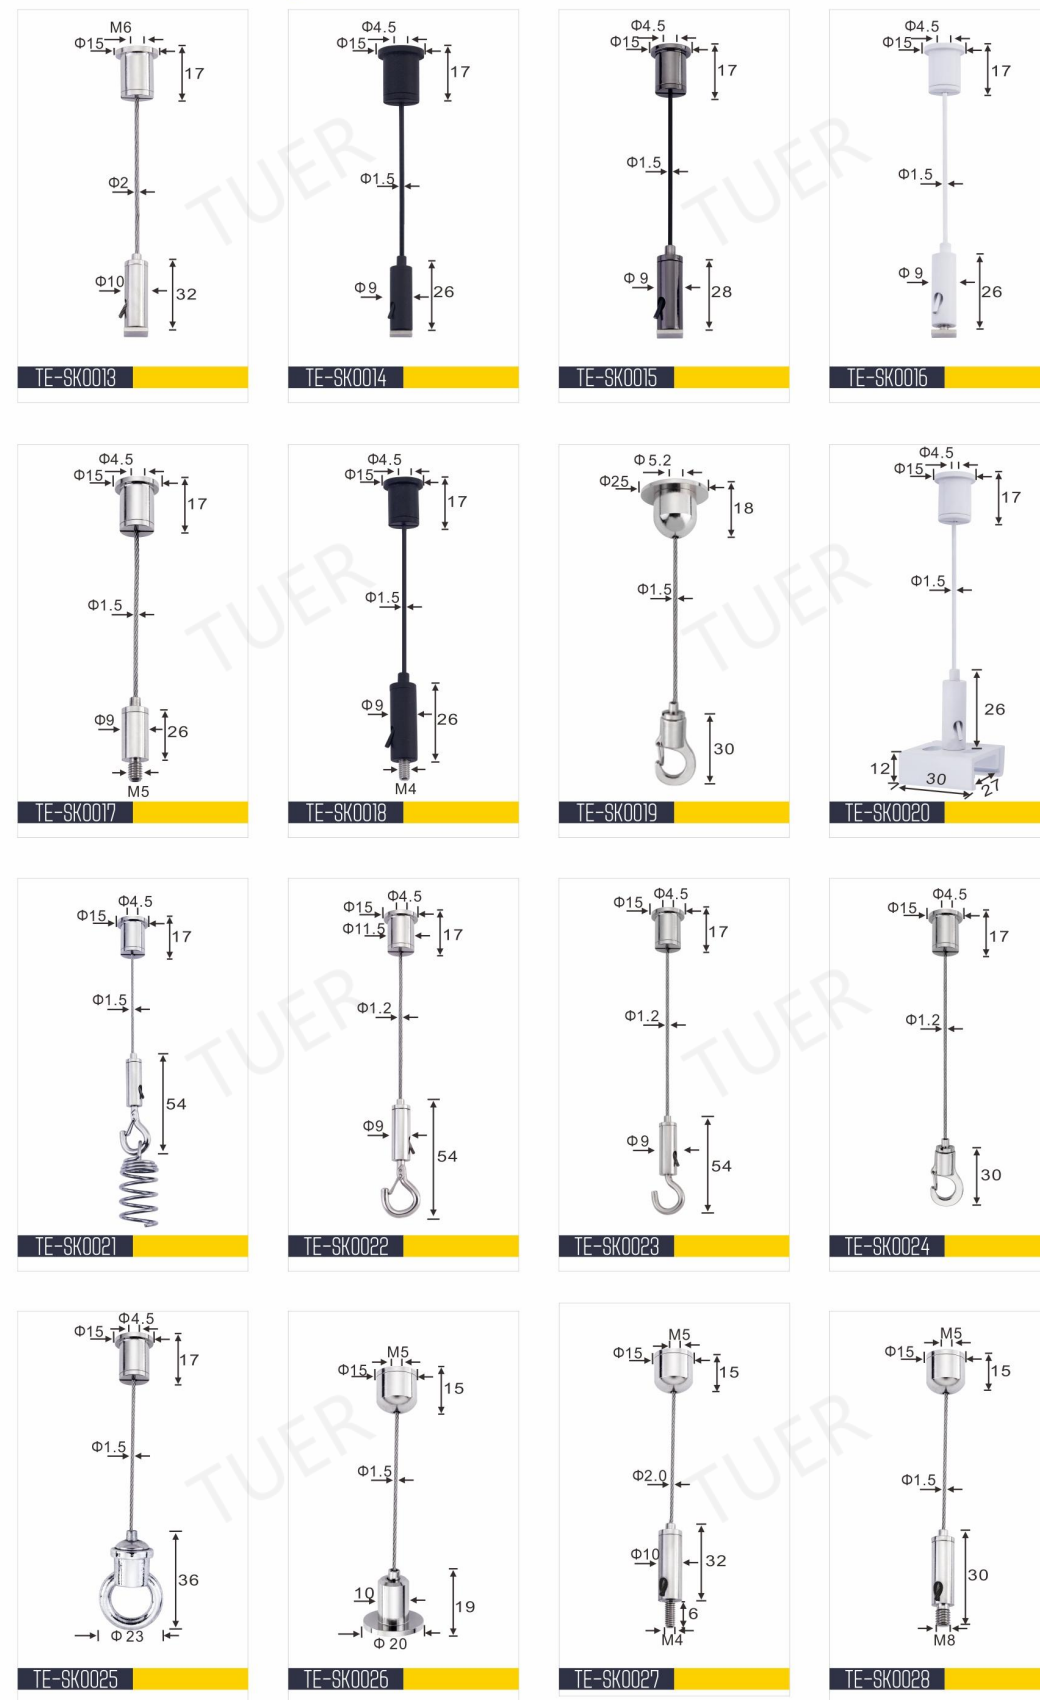 M6
Φ15
17
Φ2
Φ10
32
TE-SK0013
Φ4.5
Φ15
17
Φ1.5
Φ9
26
TE-SK0014
Φ4.5
Φ15
17
Φ1.5
Φ9
28
TE-SK0015
Φ4.5
Φ15
17
Φ1.5
Φ9
26
TE-SK0016
TUER
TUER
Φ4.5
Φ15
17
Φ1.5
Φ9
26
M5
TE-SK0017
Φ4.5
Φ15
17
Φ1.5
Φ9
26
M4
TE-SK0018
Φ5.2
Φ25
18
Φ1.5
30
TE-SK0019
Φ4.5
Φ15
17
Φ1.5
26
12
30
27
TE-SK0020
TUER
TUER
Φ4.5
Φ15
17
Φ1.5
54
TE-SK0021
Φ4.5
Φ15
Φ11.5
17
Φ1.2
Φ9
54
TE-SK0022
Φ4.5
Φ15
17
Φ1.2
Φ9
54
TE-SK0023
Φ4.5
Φ15
17
Φ1.2
30
TE-SK0024
TUER
TUER
Φ4.5
Φ15
17
Φ1.5
36
Φ23
TE-SK0025
M5
Φ15
15
Φ1.5
10
19
Φ20
TE-SK0026
M5
Φ15
15
Φ2.0
Φ10
32
6
M4
TE-SK0027
M5
Φ15
15
Φ1.5
30
M8
TE-SK0028
TUER
TUER